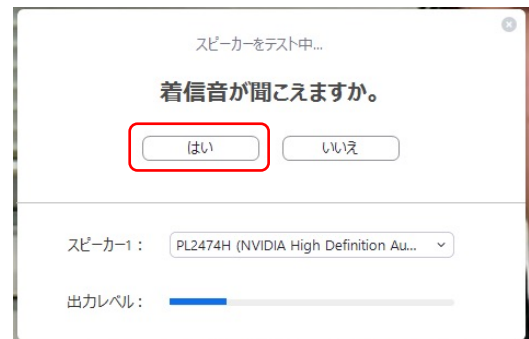 スピーカーをテスト中...
着信音が聞こえますか。
はい
いいえ
スピーカー1：
PL2474H (NVIDIA High Definition Au...
出力レベル：